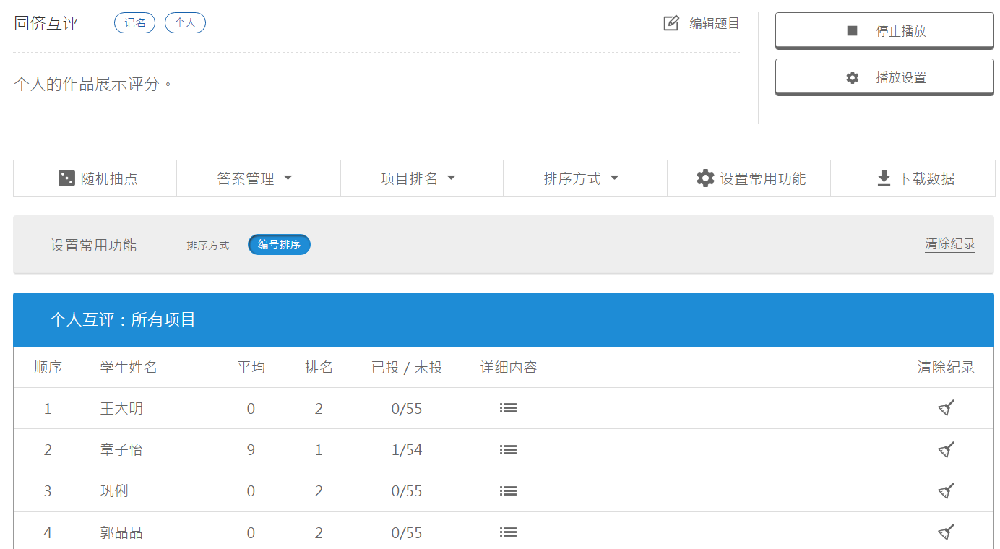 同侪互评 记名 个人 编辑题目 停止播放
播放设置
个人的作品展示评分。
随机抽点 答案管理 项目排名 排序方式 设置常用功能 下载数据
设置常用功能 排序方式 编号排序 清除纪录
个人互评：所有项目
顺序 学生姓名 平均 排名 已投 / 未投 详细内容 清除纪录
1 王大明 0 2 0/55
2 章子怡 9 1 1/54
3 巩俐 0 2 0/55
4 郭晶晶 0 2 0/55